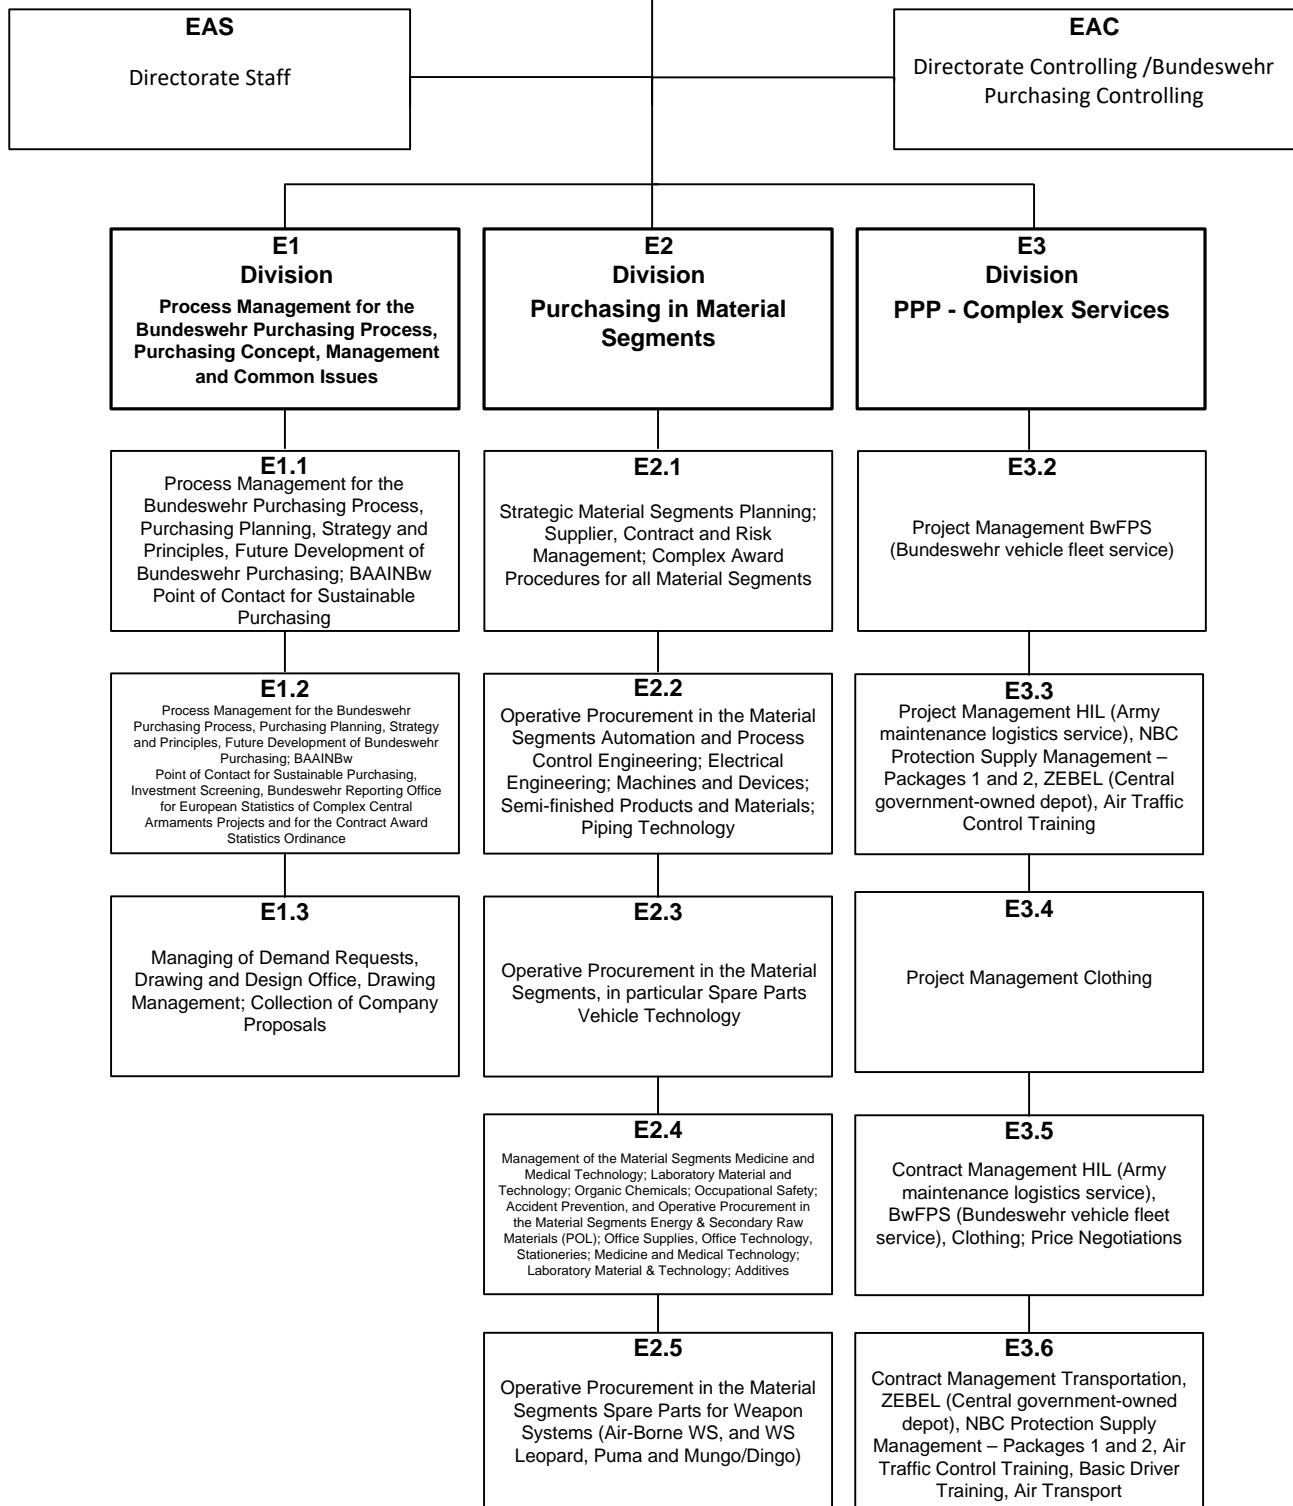 EAS
Directorate Staff
EAC
Directorate Controlling /Bundeswehr
Purchasing Controlling
E1
Division
Process Management for the
Bundeswehr Purchasing Process,
Purchasing Concept, Management
and Common Issues
E2
Division
Purchasing in Material
Segments
E3
Division
PPP - Complex Services
E1.1
Process Management for the
Bundeswehr Purchasing Process,
Purchasing Planning, Strategy and
Principles, Future Development of
Bundeswehr Purchasing; BAAINBw
Point of Contact for Sustainable
Purchasing
E2.1
Strategic Material Segments Planning;
Supplier, Contract and Risk
Management; Complex Award
Procedures for all Material Segments
E3.2
Project Management BwFPS
(Bundeswehr vehicle fleet service)
E1.2
Process Management for the Bundeswehr
Purchasing Process, Purchasing Planning, Strategy
and Principles, Future Development of Bundeswehr
Purchasing; BAAINBw
Point of Contact for Sustainable Purchasing,
Investment Screening, Bundeswehr Reporting Office
for European Statistics of Complex Central
Armaments Projects and for the Contract Award
Statistics Ordinance
E2.2
Operative Procurement in the Material
Segments Automation and Process
Control Engineering; Electrical
Engineering; Machines and Devices;
Semi-finished Products and Materials;
Piping Technology
E3.3
Project Management HIL (Army
maintenance logistics service), NBC
Protection Supply Management –
Packages 1 and 2, ZEBEL (Central
government-owned depot), Air Traffic
Control Training
E1.3
Managing of Demand Requests,
Drawing and Design Office, Drawing
Management; Collection of Company
Proposals
E2.3
Operative Procurement in the Material
Segments, in particular Spare Parts
Vehicle Technology
E3.4
Project Management Clothing
E2.4
Management of the Material Segments Medicine and
Medical Technology; Laboratory Material and
Technology; Organic Chemicals; Occupational Safety;
Accident Prevention, and Operative Procurement in
the Material Segments Energy & Secondary Raw
Materials (POL); Office Supplies, Office Technology,
Stationeries; Medicine and Medical Technology;
Laboratory Material & Technology; Additives
E3.5
Contract Management HIL (Army
maintenance logistics service),
BwFPS (Bundeswehr vehicle fleet
service), Clothing; Price Negotiations
E2.5
Operative Procurement in the Material
Segments Spare Parts for Weapon
Systems (Air-Borne WS, and WS
Leopard, Puma and Mungo/Dingo)
E3.6
Contract Management Transportation,
ZEBEL (Central government-owned
depot), NBC Protection Supply
Management – Packages 1 and 2, Air
Traffic Control Training, Basic Driver
Training, Air Transport